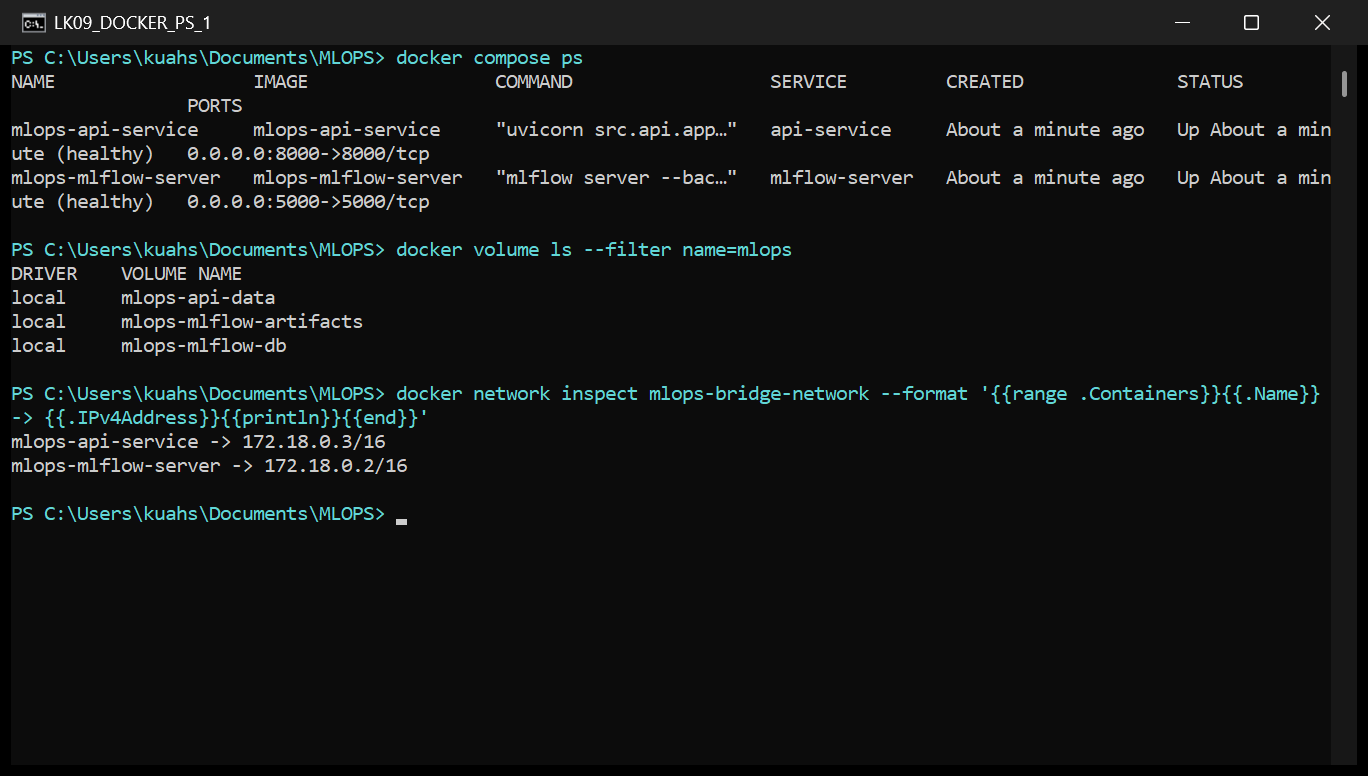 LK09_DOCKER_PS_1
PS C:\Users\kuahs\Documents\MLOPS> docker compose ps
NAME                  IMAGE                 COMMAND                  SERVICE         CREATED              STATUS
                PORTS
mlops-api-service     mlops-api-service     "uvicorn src.api.app…"   api-service     About a minute ago   Up About a min
ute (healthy)   0.0.0.0:8000->8000/tcp
mlops-mlflow-server   mlops-mlflow-server   "mlflow server --bac…"   mlflow-server   About a minute ago   Up About a min
ute (healthy)   0.0.0.0:5000->5000/tcp
PS C:\Users\kuahs\Documents\MLOPS> docker volume ls --filter name=mlops
DRIVER    VOLUME NAME
local     mlops-api-data
local     mlops-mlflow-artifacts
local     mlops-mlflow-db
PS C:\Users\kuahs\Documents\MLOPS> docker network inspect mlops-bridge-network --format '{{range .Containers}}{{.Name}}
-> {{.IPv4Address}}{{println}}{{end}}'
mlops-api-service -> 172.18.0.3/16
mlops-mlflow-server -> 172.18.0.2/16
PS C:\Users\kuahs\Documents\MLOPS>